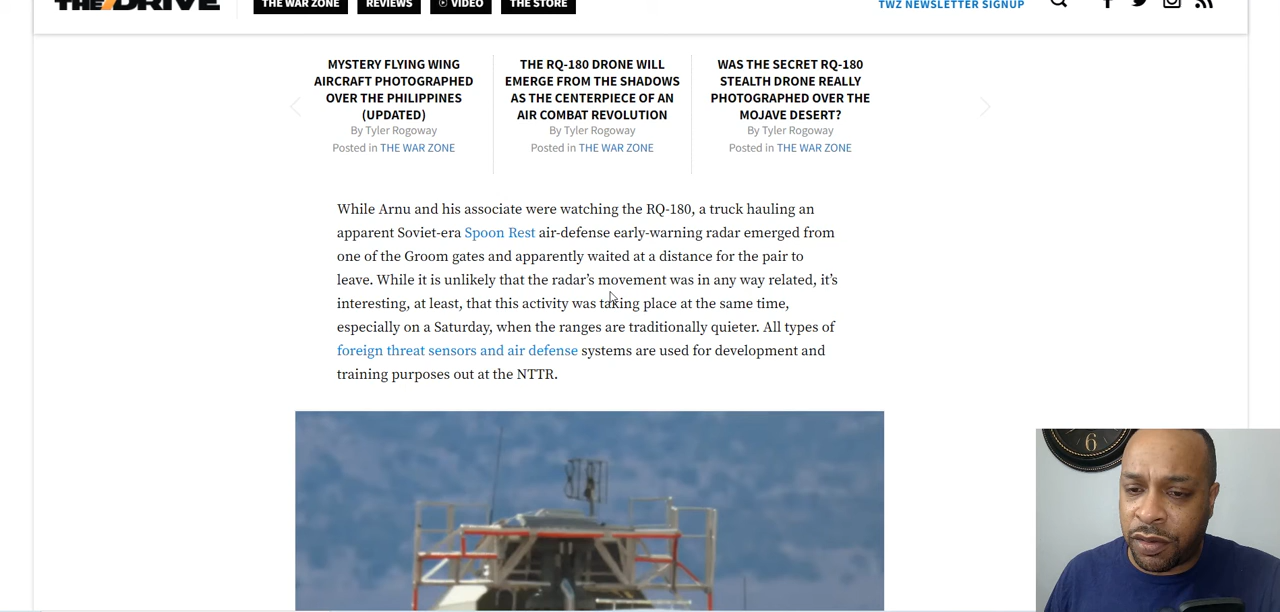 THE DRIVE
THE WAR ZONE
REVIEWS
VIDEO
THE STORE
TWZ NEWSLETTER SIGNUP
MYSTERY FLYING WING
AIRCRAFT PHOTOGRAPHED
OVER THE PHILIPPINES
(UPDATED)
By Tyler Rogoway
Posted in THE WAR ZONE
THE RQ-180 DRONE WILL
EMERGE FROM THE SHADOWS
AS THE CENTERPIECE OF AN
AIR COMBAT REVOLUTION
By Tyler Rogoway
Posted in THE WAR ZONE
WAS THE SECRET RQ-180
STEALTH DRONE REALLY
PHOTOGRAPHED OVER THE
MOJAVE DESERT?
By Tyler Rogoway
Posted in THE WAR ZONE
While Arnu and his associate were watching the RQ-180, a truck hauling an
apparent Soviet-era Spoon Rest air-defense early-warning radar emerged from
one of the Groom gates and apparently waited at a distance for the pair to
leave. While it is unlikely that the radar’s movement was in any way related, it’s
interesting, at least, that this activity was taking place at the same time,
especially on a Saturday, when the ranges are traditionally quieter. All types of
foreign threat sensors and air defense systems are used for development and
training purposes out at the NTTR.
6